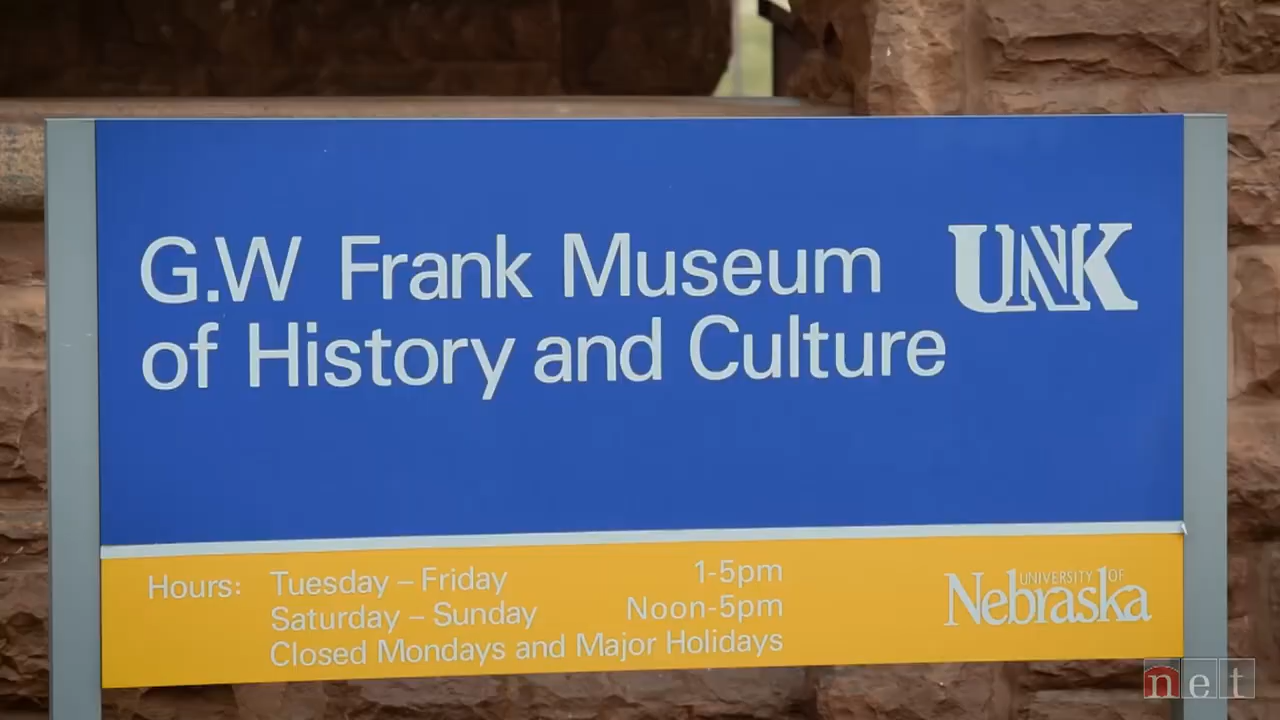 G.W Frank Museum
of History and Culture
UNK
Hours: Tuesday – Friday 1-5pm
Saturday – Sunday Noon-5pm
Closed Mondays and Major Holidays
UNIVERSITY OF
Nebraska
net